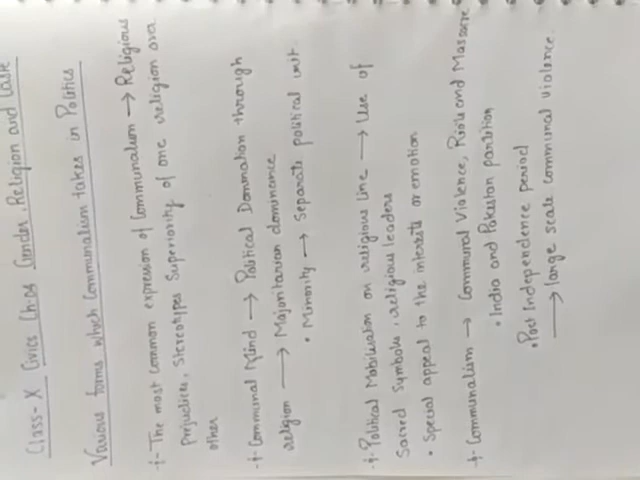 Class-X Civics Ch-04 Gender, Religion and Caste
Various forms which Communalism takes in Politics
-|- The most common expression of Communalism → Religious
Prejudices, Stereotypes Superiority of one religion over
other
-|- Communal Mind → Political Domination through
religion → Majoritarian dominence
• Minority → Separate political unit.
-|- Political Mobilisation on religious line → Use of
Sacred Symbols, religious leaders
• Special appeal to the interests or emotion
-|- Communalism → Communal Violence, Riots and Massacre
• India and Pakistan partition
• Post Independence period
→ large scale communal violence.